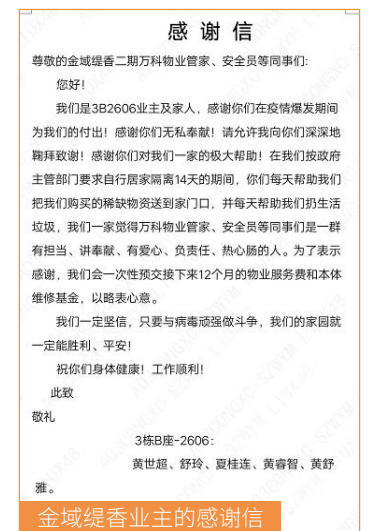 感谢信
尊敬的金域缇香二期万科物业管家、安全员等同事们:
您好!
我们是3B2606业主及家人，感谢你们在疫情爆发期间
为我们的付出! 感谢你们无私奉献! 请允许我向你们深深地
鞠拜致谢! 感谢你们对我们一家的极大帮助! 在我们按政府
主管部门要求自行居家隔离14天的期间，你们每天帮助我们
把我们购买的稀缺物资送到家门口，并每天帮助我们扔生活
垃圾，我们一家觉得万科物业管家、安全员等同事们是一群
有担当、讲奉献、有爱心、负责任、热心肠的人。为了表示
感谢，我们会一次性预交接下来12个月的物业服务费和本体
维修基金，以略表心意。
我们一定坚信，只要与病毒顽强做斗争，我们的家园就
一定能胜利、平安!
祝你们身体健康! 工作顺利!
此致
敬礼
3栋B座-2606:
黄世超、舒玲、夏桂连、黄睿智、黄舒
雅。
金域缇香业主的感谢信